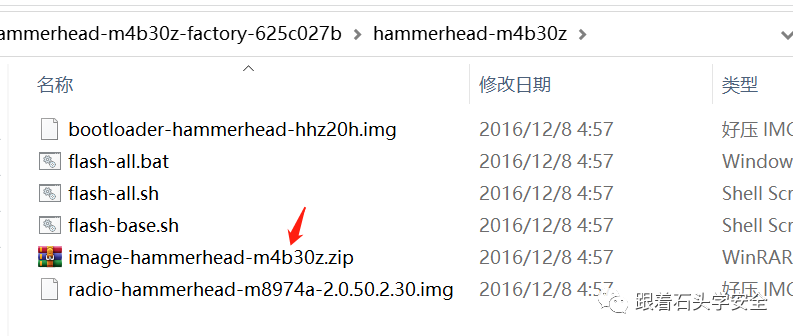 ammerhead-m4b30z-factory-625c027b > hammerhead-m4b30z >
名称 修改日期 类型
bootloader-hammerhead-hhz20h.img 2016/12/8 4:57 好压 IMG
flash-all.bat 2016/12/8 4:57 Window
flash-all.sh 2016/12/8 4:57 Shell Scr
flash-base.sh 2016/12/8 4:57 Shell Scr
image-hammerhead-m4b30z.zip 2016/12/8 4:57 WinRAR
radio-hammerhead-m8974a-2.0.50.2.30.img 2016/12/8 4:57 好压 IMG
跟着石头学安全